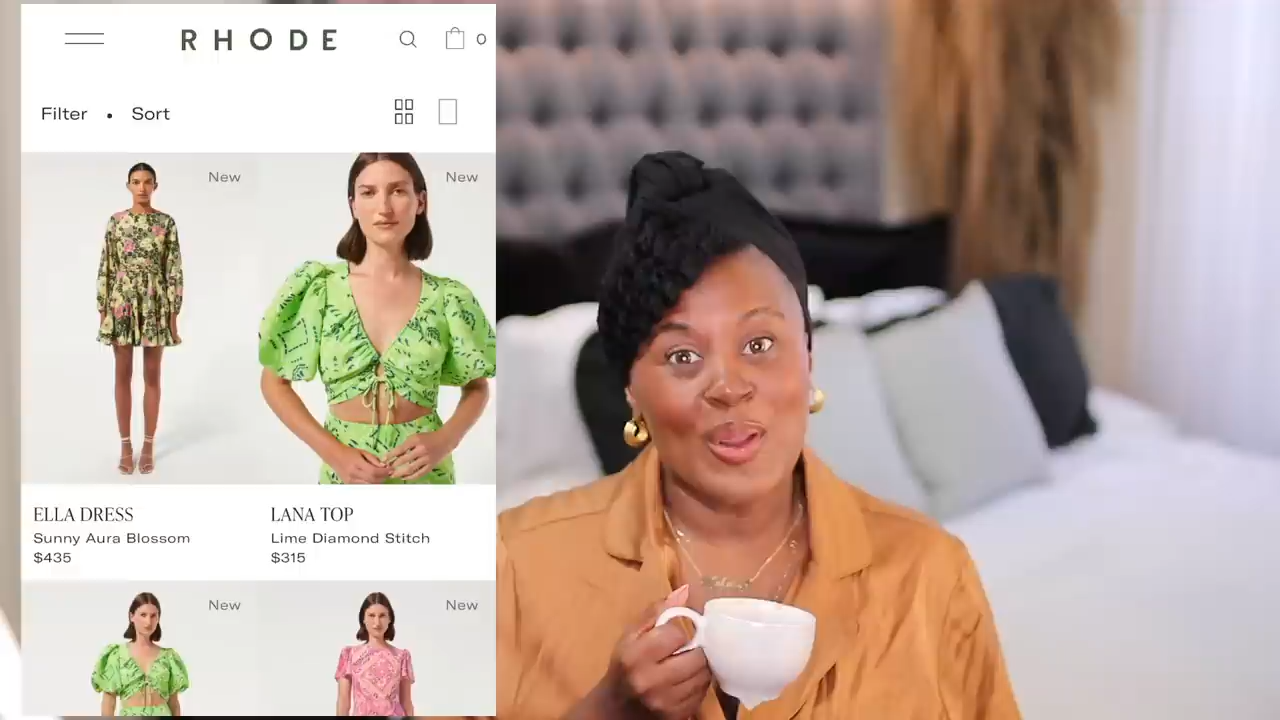 RHODE
0
Filter • Sort
New
New
ELLA DRESS
Sunny Aura Blossom
$435
LANA TOP
Lime Diamond Stitch
$315
New
New